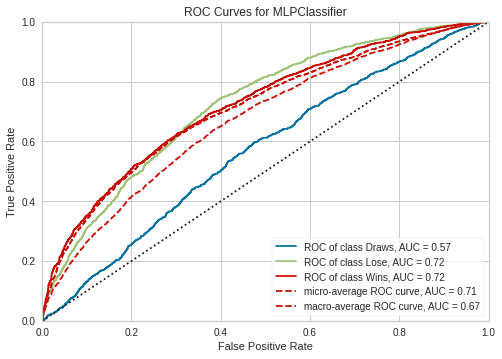 ROC Curves for MLPClassifier
True Positive Rate
1.0
0.8
0.6
0.4
0.2
0.0
ROC of class Draws, AUC = 0.57
ROC of class Lose, AUC = 0.72
ROC of class Wins, AUC = 0.72
micro-average ROC curve, AUC = 0.71
macro-average ROC curve, AUC = 0.67
0.0 0.2 0.4 0.6 0.8 1.0
False Positive Rate